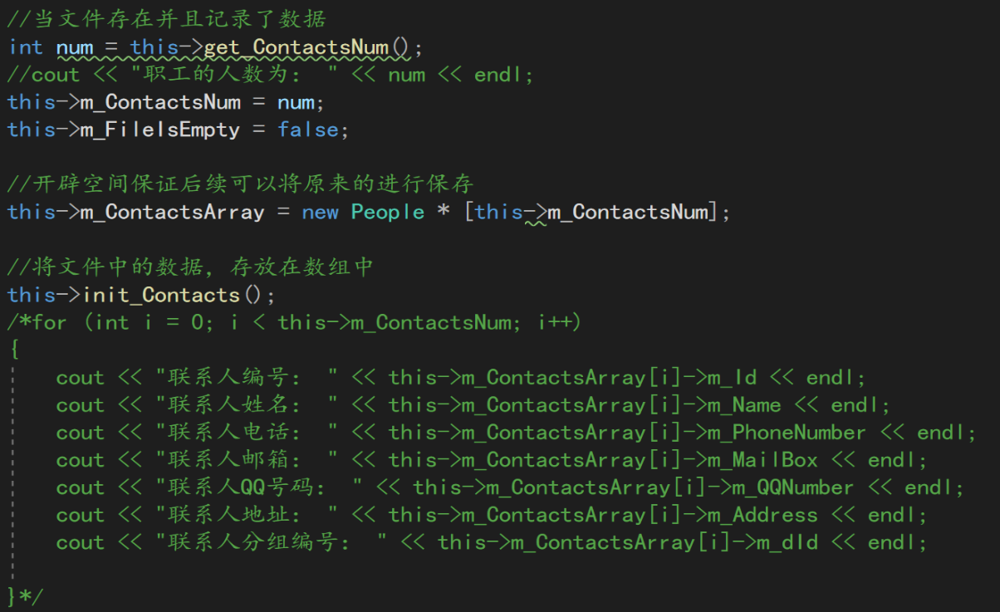 //当文件存在并且记录了数据
int num = this->get_ContactsNum();
//cout << "职工的人数为： " << num << endl;
this->m_ContactsNum = num;
this->m_FileIsEmpty = false;
//开辟空间保证后续可以将原来的进行保存
this->m_ContactsArray = new People * [this->m_ContactsNum];
//将文件中的数据，存放在数组中
this->init_Contacts();
/*for (int i = 0; i < this->m_ContactsNum; i++)
{
cout << "联系人编号： " << this->m_ContactsArray[i]->m_Id << endl;
cout << "联系人姓名： " << this->m_ContactsArray[i]->m_Name << endl;
cout << "联系人电话： " << this->m_ContactsArray[i]->m_PhoneNumber << endl;
cout << "联系人邮箱： " << this->m_ContactsArray[i]->m_MailBox << endl;
cout << "联系人QQ号码： " << this->m_ContactsArray[i]->m_QQNumber << endl;
cout << "联系人地址： " << this->m_ContactsArray[i]->m_Address << endl;
cout << "联系人分组编号： " << this->m_ContactsArray[i]->m_dId << endl;
}*/